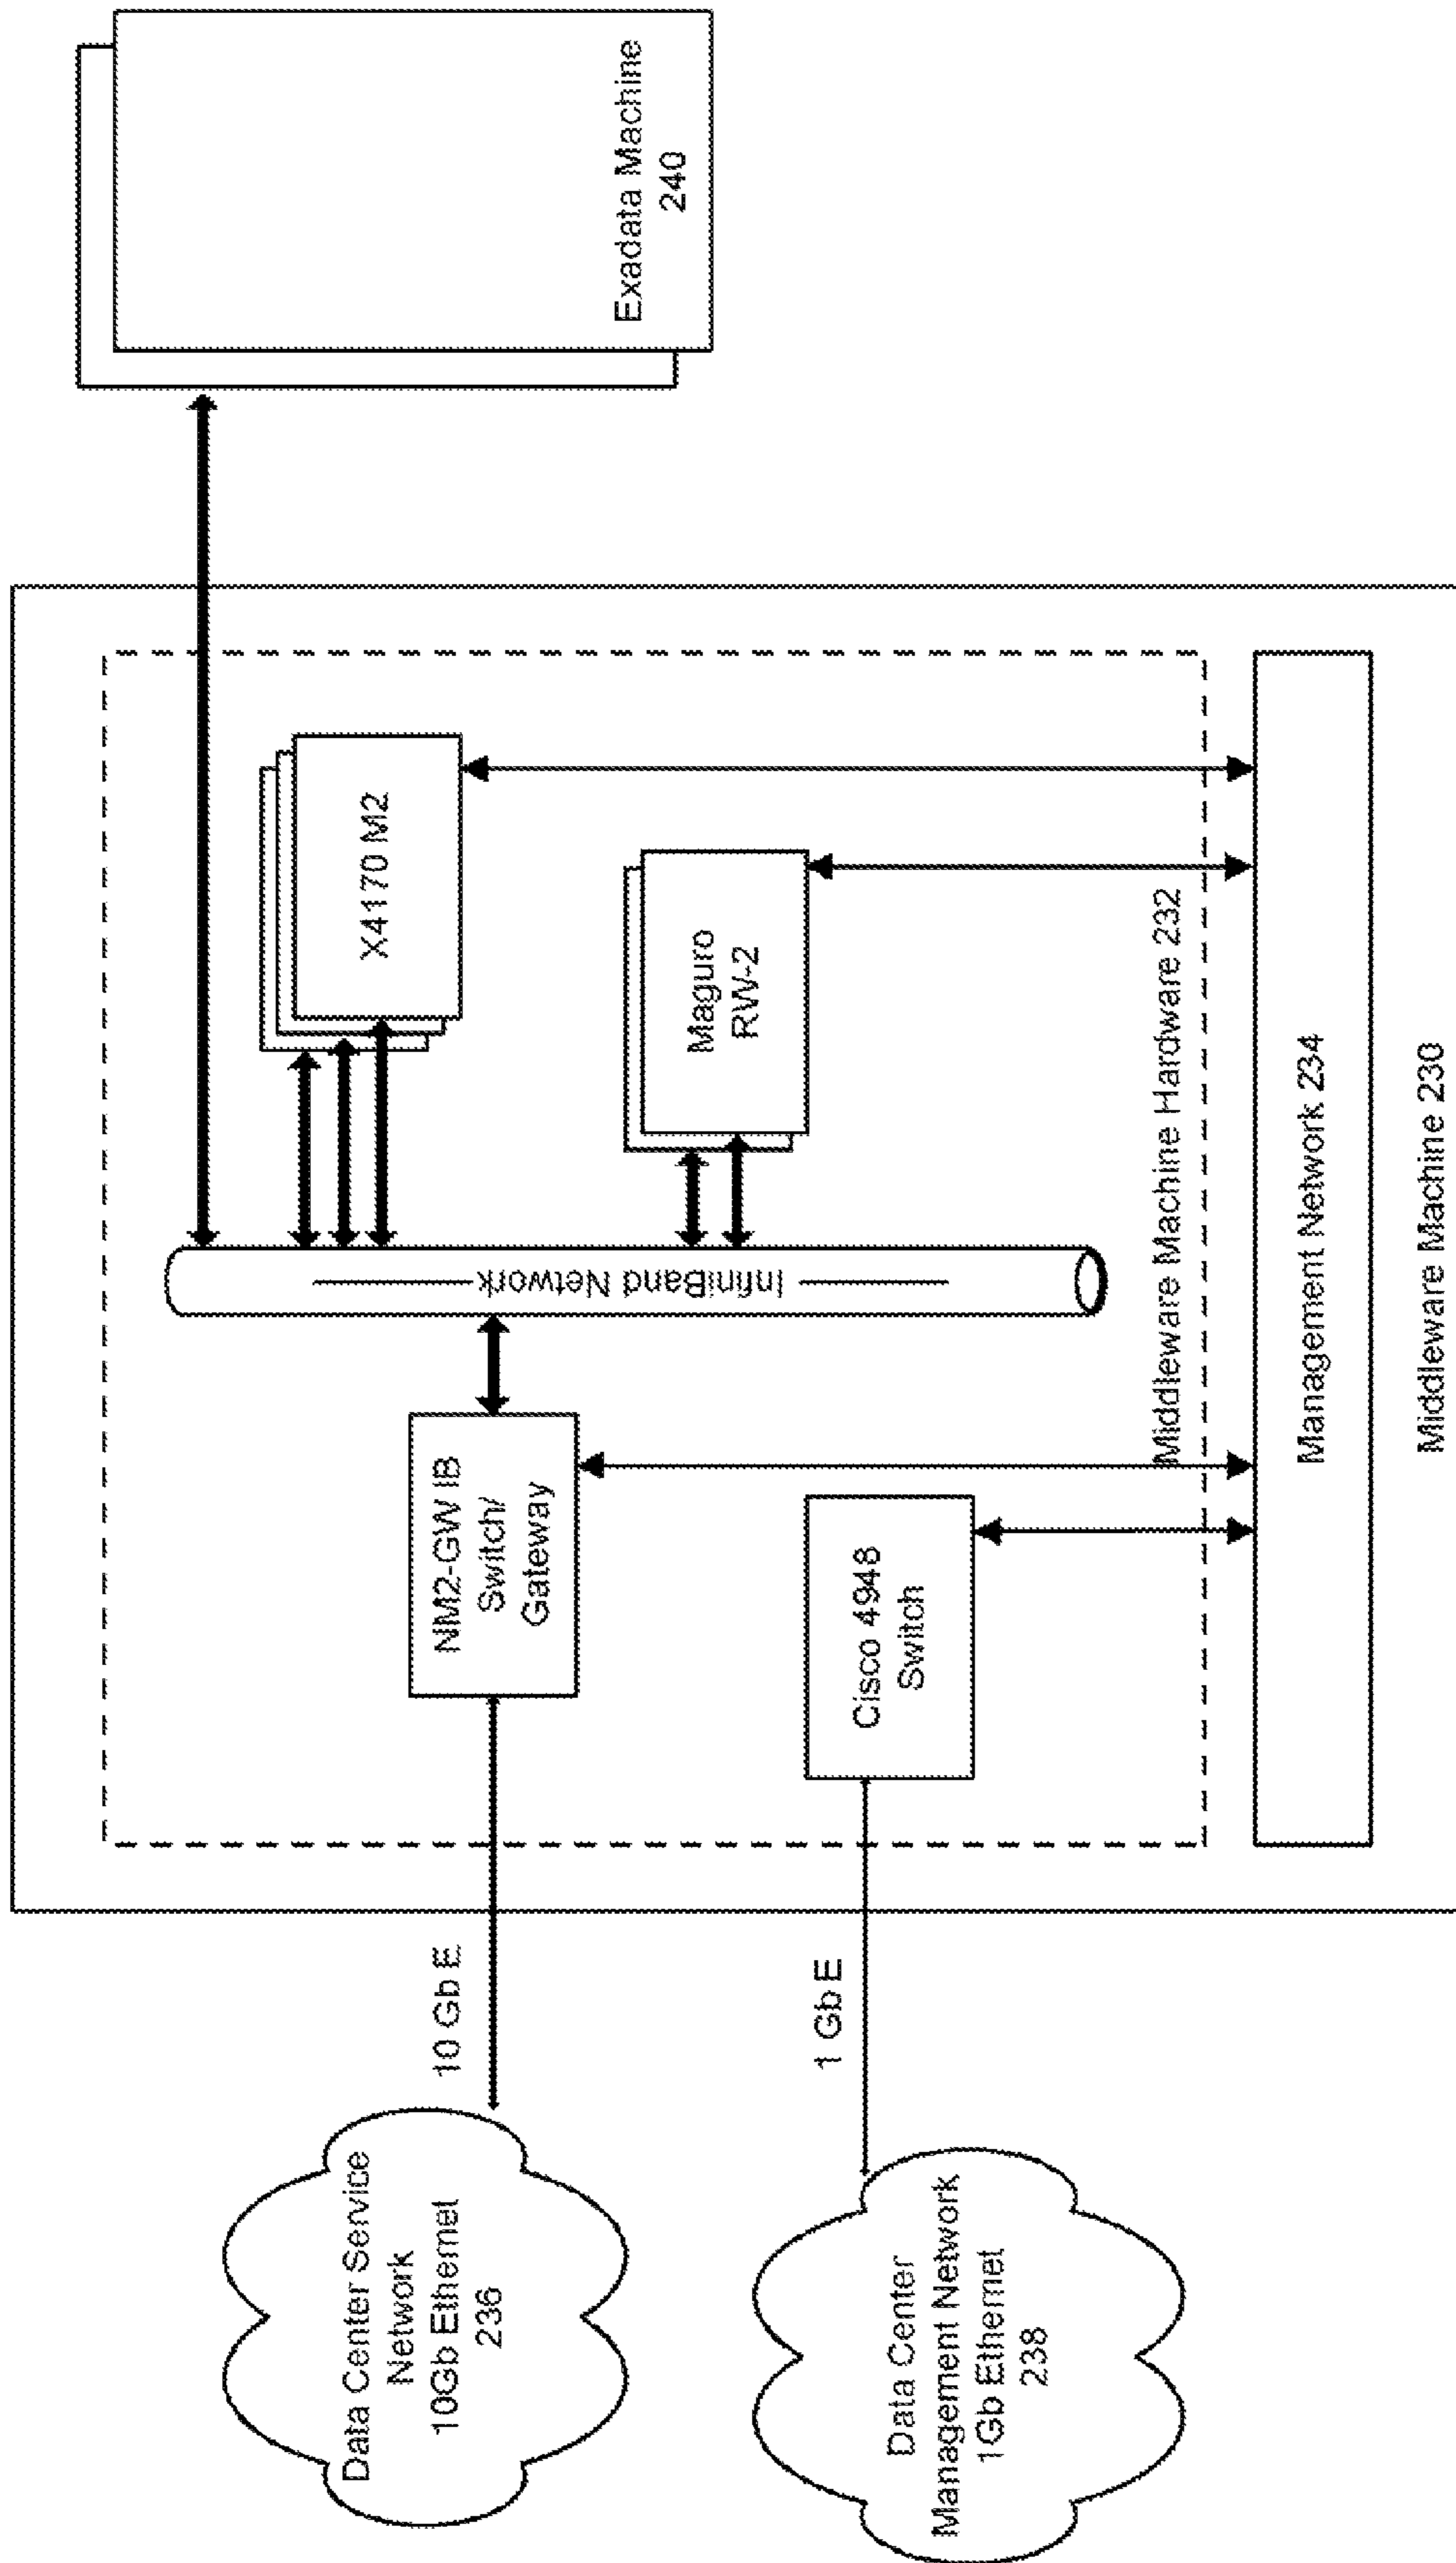 Data Center Service
Network
10Gb Ethernet
236
10 Gb E
NM2-GW IB
Switch/
Gateway
InfiniBand Network
X4170 M2
Exadata Machine
240
Data Center
Management Network
1Gb Ethernet
238
1 Gb E
Cisco 4948
Switch
Maguro
RW-2
Middleware Machine Hardware 232
Management Network 234
Middleware Machine 230